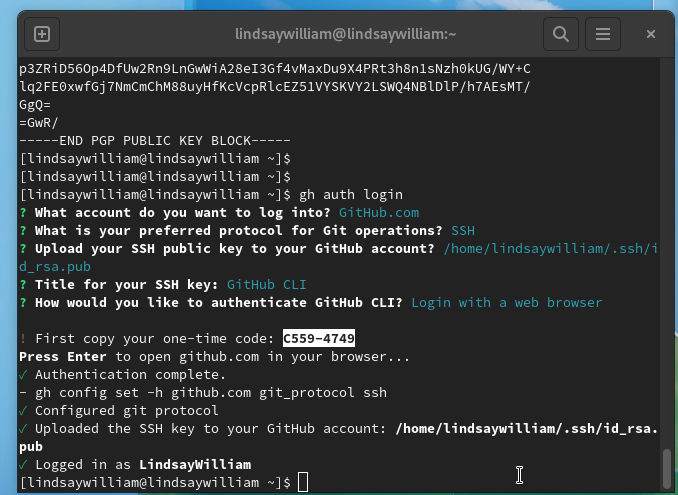 lindsaywilliam@lindsaywilliam:~
p3ZRiD56Op4DfUw2Rn9LnGwWiA28eI3Gf4vMaxDu9X4PRt3h8n1sNzh0kUG/WY+C
lq2FE0xwfGj7NmCmChM88uyHfKcVcpRlcEZ51VYSKVY2LSWQ4NBlDlP/h7AEsMT/
GgQ=
=GwR/
-----END PGP PUBLIC KEY BLOCK-----
[lindsaywilliam@lindsaywilliam ~]$
[lindsaywilliam@lindsaywilliam ~]$
[lindsaywilliam@lindsaywilliam ~]$ gh auth login
? What account do you want to log into? GitHub.com
? What is your preferred protocol for Git operations? SSH
? Upload your SSH public key to your GitHub account? /home/lindsaywilliam/.ssh/i
d_rsa.pub
? Title for your SSH key: GitHub CLI
? How would you like to authenticate GitHub CLI? Login with a web browser
! First copy your one-time code: C559-4749
Press Enter to open github.com in your browser...
✓ Authentication complete.
- gh config set -h github.com git_protocol ssh
✓ Configured git protocol
✓ Uploaded the SSH key to your GitHub account: /home/lindsaywilliam/.ssh/id_rsa.
pub
✓ Logged in as LindsayWilliam
[lindsaywilliam@lindsaywilliam ~]$